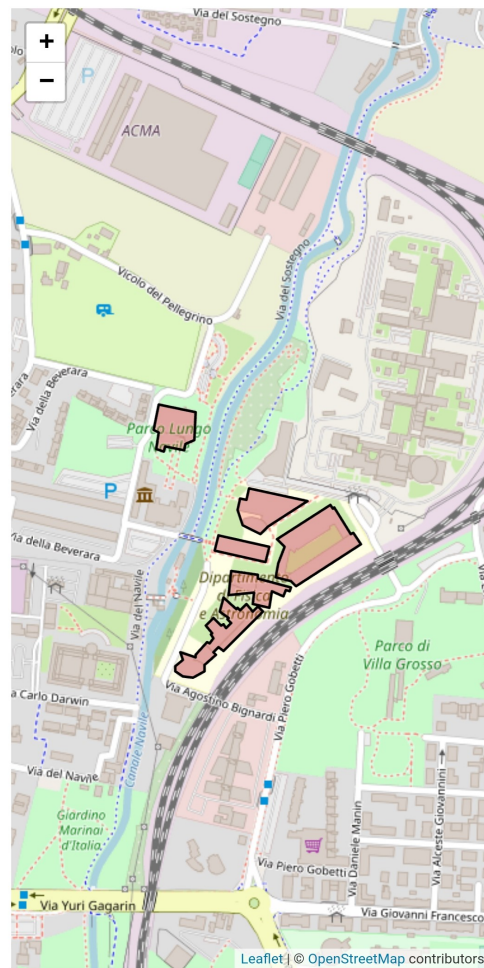 Via del Sostegno
+
P
−
ACMA
Via del Sostegno
Vicolo del Pellegrino
Via della Beverara
Parco Lungo
Navile
P
Via della Beverara
Dipartimento
di Fisica
e Astronomia
Via del Navile
Parco di
Villa Grosso
Via Piero Gobetti
Via Agostino Bignardi
a Carlo Darwin
Canale Navile
Via del Navile
Giardino
Marinai
d'Italia
Via Daniele Manin
Via Alceste Giovannini
Via Piero Gobetti
Via Yuri Gagarin
Via Giovanni Francesco
Leaflet | © OpenStreetMap contributors